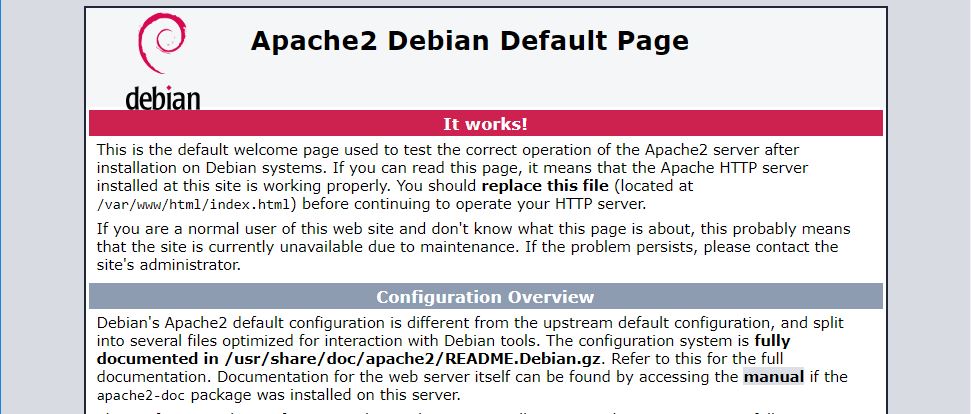 Apache2 Debian Default Page
debian
It works!
This is the default welcome page used to test the correct operation of the Apache2 server after
installation on Debian systems. If you can read this page, it means that the Apache HTTP server
installed at this site is working properly. You should replace this file (located at
/var/www/html/index.html) before continuing to operate your HTTP server.
If you are a normal user of this web site and don't know what this page is about, this probably means
that the site is currently unavailable due to maintenance. If the problem persists, please contact the
site's administrator.
Configuration Overview
Debian's Apache2 default configuration is different from the upstream default configuration, and split
into several files optimized for interaction with Debian tools. The configuration system is fully
documented in /usr/share/doc/apache2/README.Debian.gz. Refer to this for the full
documentation. Documentation for the web server itself can be found by accessing the manual if the
apache2-doc package was installed on this server.